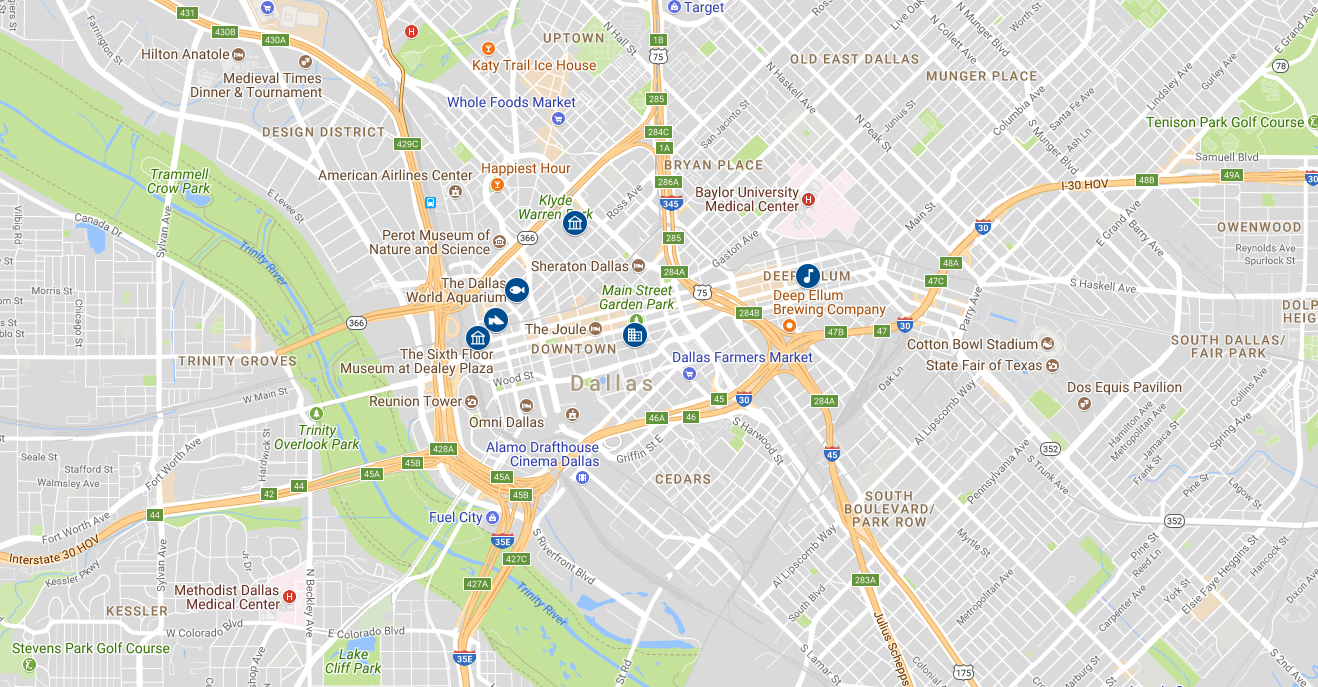 431
430B
430A
Target
1B
75
H
UPTOWN
N Hall St
Katy Trail Ice House
Hilton Anatole
Medieval Times
Dinner & Tournament
Farrington St
OLD EAST DALLAS
MUNGER PLACE
Live Oak
N Munger Blvd
N Collett Ave
Worth St
E Grand Ave
78
Gurley Ave
Lindsley Ave
Santa Fe Ave
Columbia Ave
S Munger Blvd
Ash Ln
N Haskell Ave
N Peak St
Junius St
San Jacinto St
Whole Foods Market
285
284C
1A
DESIGN DISTRICT
429C
Tenison Park Golf Course
Samuell Blvd
49A
48B
I-30 HOV
30
BRYAN PLACE
286A
345
Happiest Hour
American Airlines Center
Trammell
Crow Park
E Levee St
Sylvan Ave
Canada Dr
Vilbig Rd
Klyde
Warren Park
Ross Ave
Baylor University
Medical Center
H
Main St
30
E Grand Ave
Barry Ave
OWENWOOD
Reynolds Ave
Spurlock St
Perot Museum of
Nature and Science
366
285
Gaston Ave
48A
47C
Trinity River
Sheraton Dallas
284A
DEEP ELLUM
S Haskell Ave
The Dallas
World Aquarium
Main Street
Garden Park
75
Deep Ellum
Brewing Company
284B
Parry Ave
Morris St
366
The Joule
DOWNTOWN
47B
47
30
Cotton Bowl Stadium
State Fair of Texas
SOUTH DALLAS/
FAIR PARK
TRINITY GROVES
The Sixth Floor
Museum at Dealey Plaza
Wood St
Dallas
Dallas Farmers Market
Oak Ln
Dos Equis Pavilion
Collins Ave
W Main St
Reunion Tower
Omni Dallas
45
30
284A
46A
46
Al Lipscomb Way
Hamilton Ave
Metropolitan Ave
Jamaica St
Frank St
Spring Ave
Trinity
Overlook Park
Fort Worth Ave
Hardwick St
Seale St
Stafford St
Walmsley Ave
428A
45B
45A
Alamo Drafthouse
Cinema Dallas
Griffin St E
S Harwood St
45
352
S Trunk Ave
Pennsylvania Ave
Pine St
Lagow St
CEDARS
45A
45B
42
44
44
Fuel City
SOUTH
BOULEVARD/
PARK ROW
352
Fort Worth Ave
Interstate 30 HOV
Kessler Pkwy
Sylvan Ave
Jr Dr
35E
427C
427A
S Riverfront Blvd
Al Lipscomb Way
Myrtle St
Pine St
Reed Ln
Hancock St
Elsie Faye Heggins St
York St
Dixon Ave
Metropolitan Ave
Carpenter Ave
283A
South Blvd
Methodist Dallas
Medical Center
H
N Beckley Ave
Trinity River
KESSLER
W Colorado Blvd
E Colorado Blvd
Stevens Park Golf Course
Lake
Cliff Park
35E
S Lamar St
Julius Schepps
Colonial Ave
175
S 2nd Ave